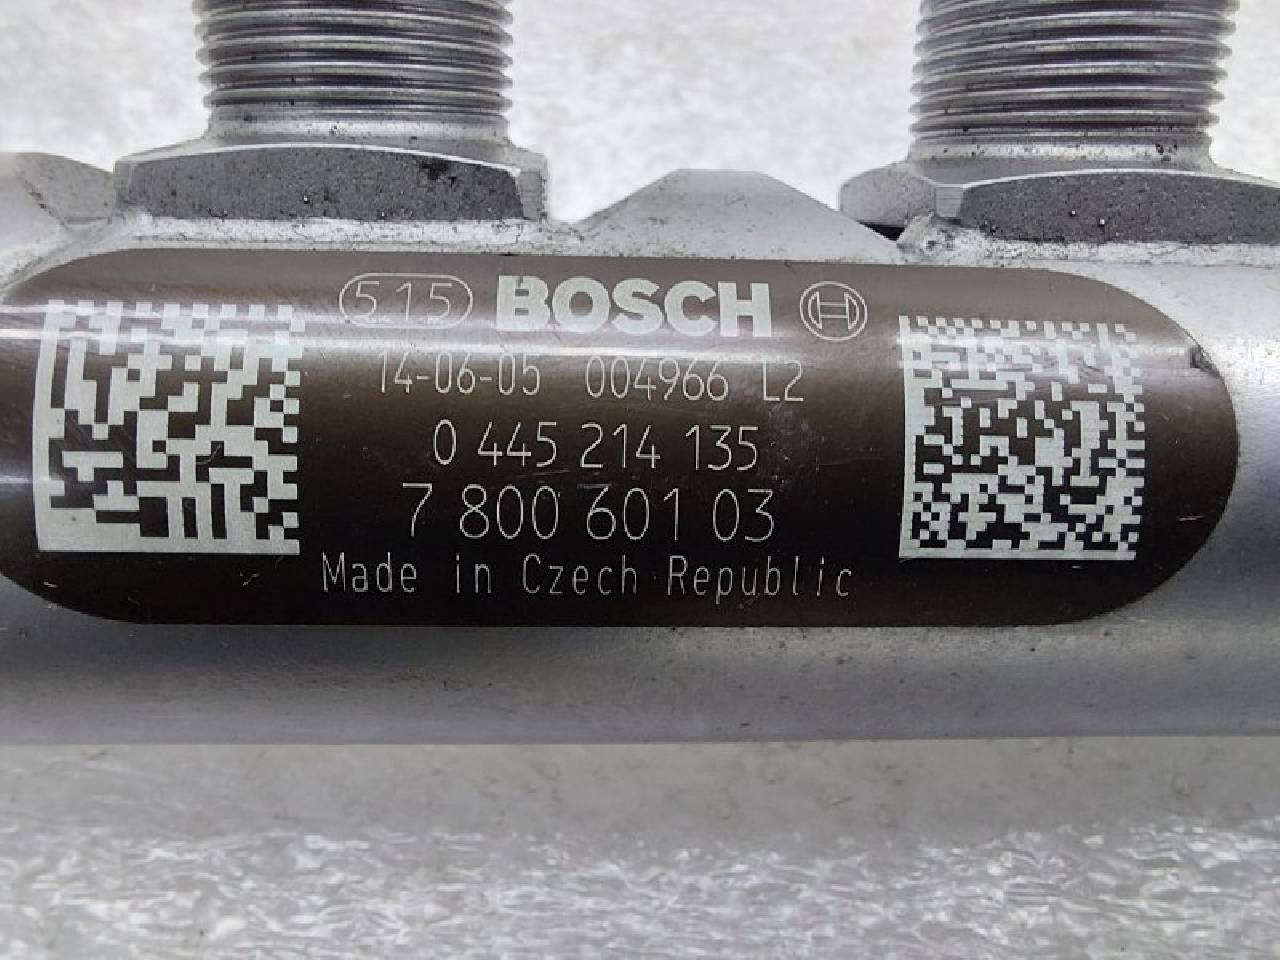 515 BOSCH
14-06-05 004966 L2
0 445 214 135
7 800 601 03
Made in Czech Republic